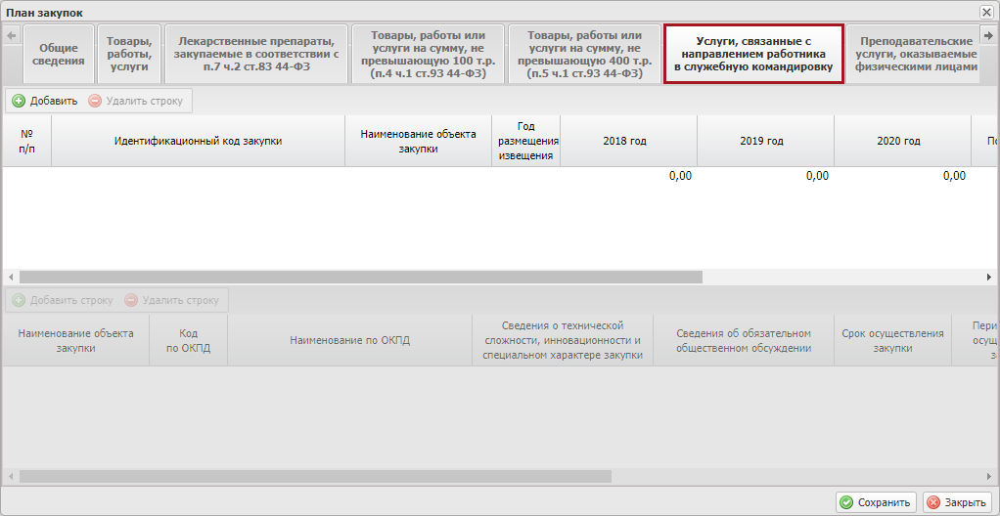 План закупок
Общие
сведения
Товары,
работы,
услуги
Лекарственные препараты,
закупаемые в соответствии с
п.7 ч.2 ст.83 44-ФЗ
Товары, работы или
услуги на сумму, не
превышающую 100 т.р.
(п.4 ч.1 ст.93 44-ФЗ)
Товары, работы или
услуги на сумму, не
превышающую 400 т.р.
(п.5 ч.1 ст.93 44-ФЗ)
Услуги, связанные с
направлением работника
в служебную командировку
Преподавательские
услуги, оказываемые
физическими лицами
Добавить
Удалить строку
№
п/п
Идентификационный код закупки
Наименование объекта
закупки
Год
размещения
извещения
2018 год
2019 год
2020 год
По
0,00
0,00
0,00
Добавить строку
Удалить строку
Наименование объекта
закупки
Код
по ОКПД
Наименование по ОКПД
Сведения о технической
сложности, инновационности и
специальном характере закупки
Сведения об обязательном
общественном обсуждении
Срок осуществления
закупки
Пери
осущ
з
Сохранить
Закрыть